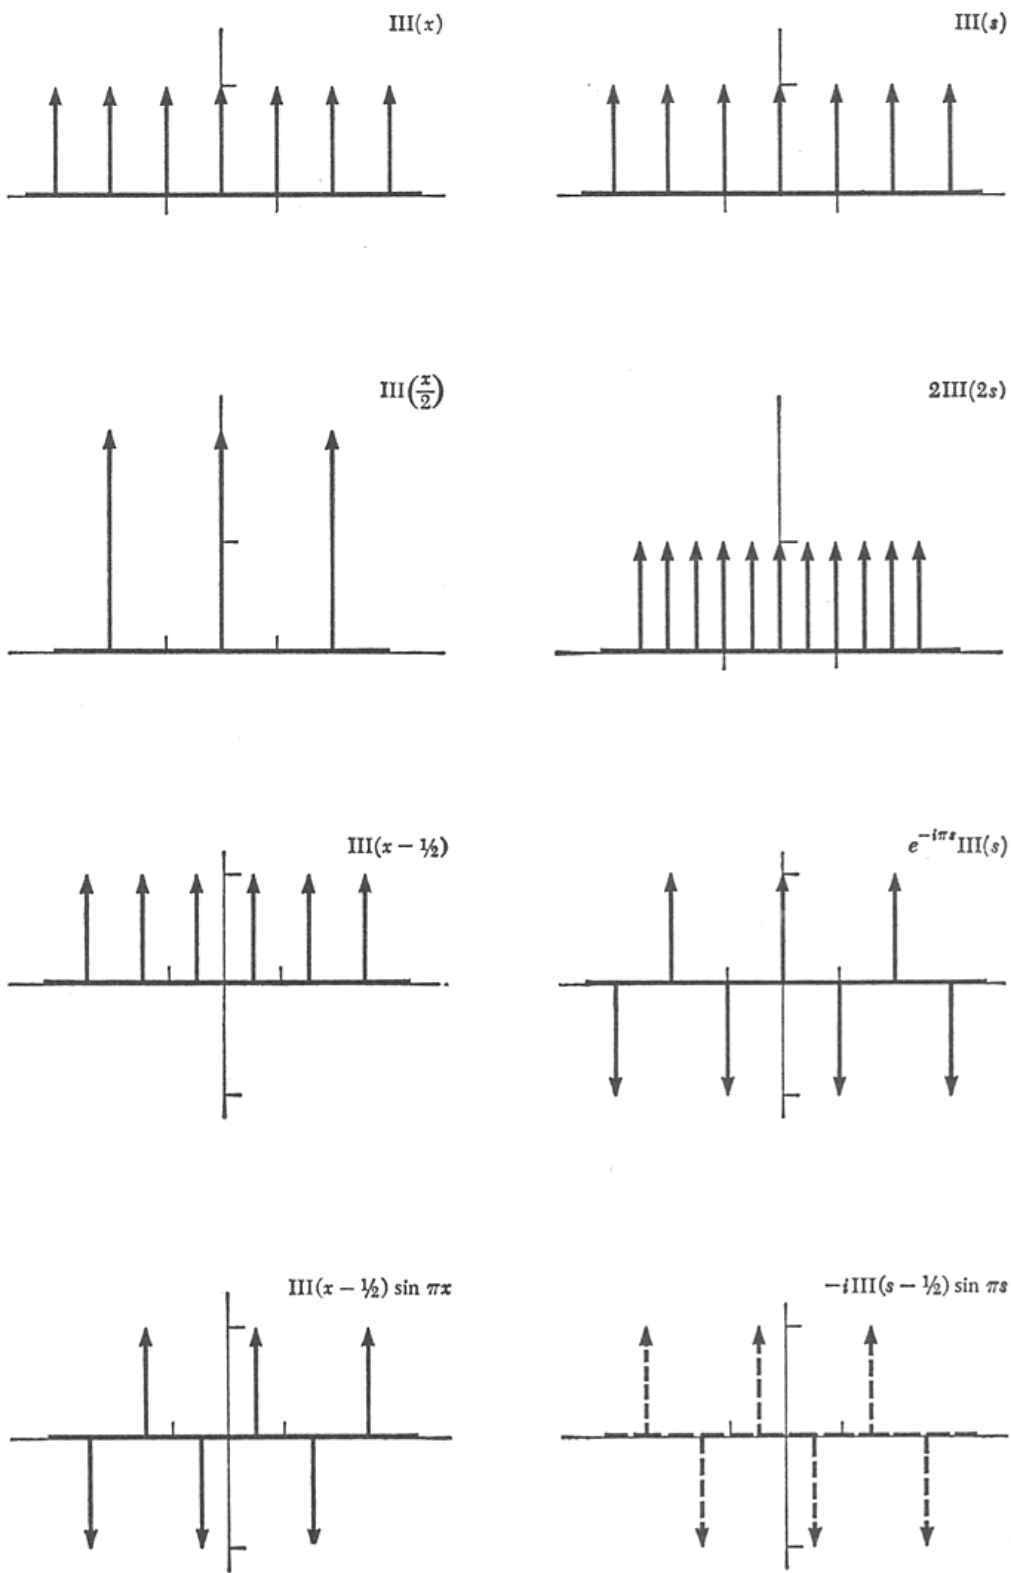 III(x)
III(s)
III(x/2)
2III(2s)
III(x − ½)
e^{−iπs}III(s)
III(x − ½) sin πx
−iIII(s − ½) sin πs